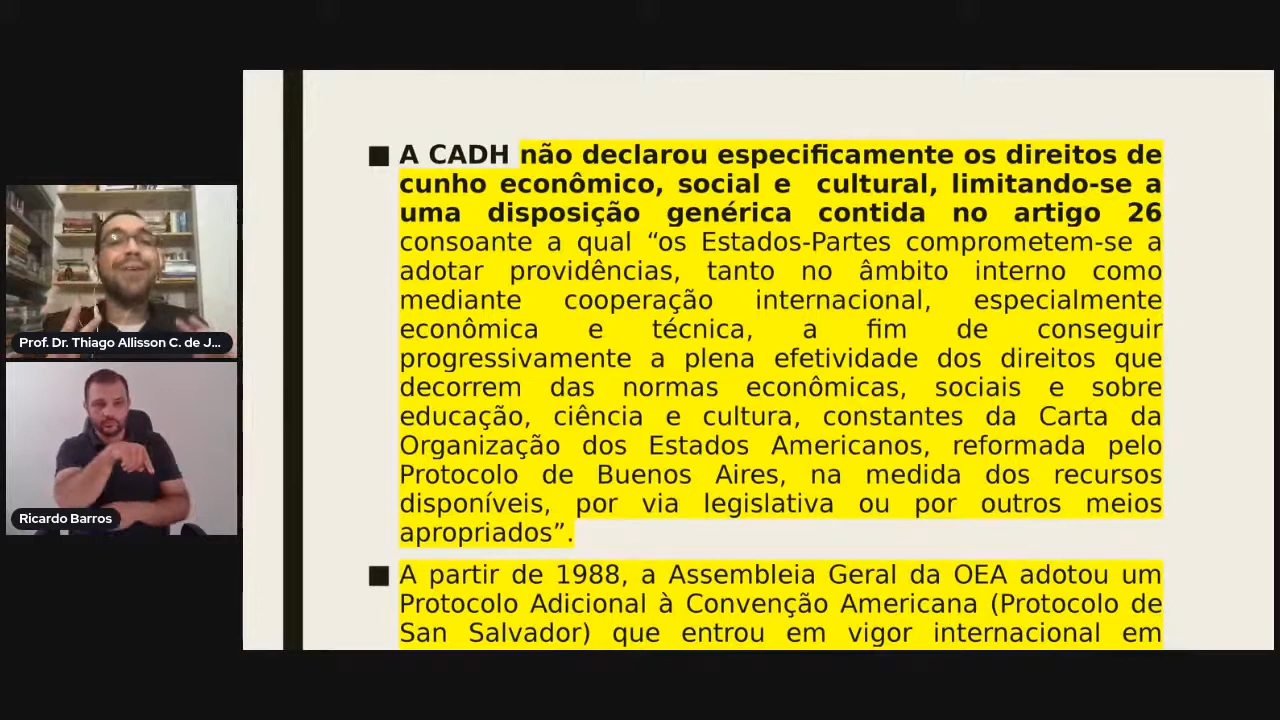 ■ A CADH não declarou especificamente os direitos de
cunho econômico, social e cultural, limitando-se a
uma disposição genérica contida no artigo 26
consoante a qual “os Estados-Partes comprometem-se a
adotar providências, tanto no âmbito interno como
mediante cooperação internacional, especialmente
econômica e técnica, a fim de conseguir
progressivamente a plena efetividade dos direitos que
decorrem das normas econômicas, sociais e sobre
educação, ciência e cultura, constantes da Carta da
Organização dos Estados Americanos, reformada pelo
Protocolo de Buenos Aires, na medida dos recursos
disponíveis, por via legislativa ou por outros meios
apropriados”.
■ A partir de 1988, a Assembleia Geral da OEA adotou um
Protocolo Adicional à Convenção Americana (Protocolo de
San Salvador) que entrou em vigor internacional em
Prof. Dr. Thiago Allisson C. de J...
Ricardo Barros